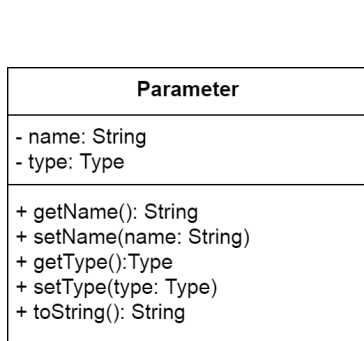 Parameter
- name: String
- type: Type
+ getName(): String
+ setName(name: String)
+ getType():Type
+ setType(type: Type)
+ toString(): String